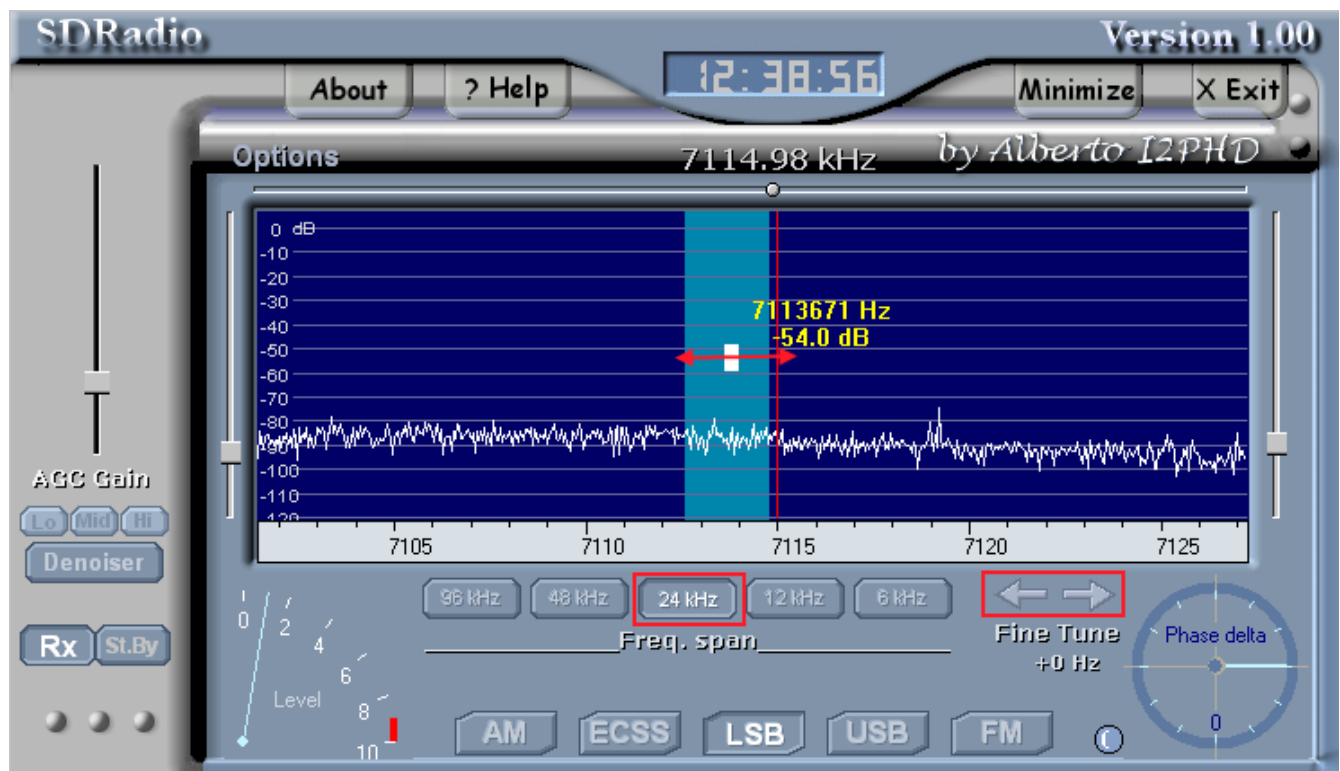 SDRadio
Version 1.00
12:38:56
About
? Help
Minimize
X Exit
Options
7114.98 kHz
by Alberto I2PHD
0 dB
-10
-20
-30
7113671 Hz
-40
-54.0 dB
-50
-60
-70
-80
-90
-100
-110
-120
7105 7110 7115 7120 7125
AGC Gain
Lo Mid Hi
Denoiser
96 kHz 48 kHz 24 kHz 12 kHz 6 kHz
Freq. span
Fine Tune
+0 Hz
Phase delta
0
Rx St.By
0 2 4 6 8 10
Level
AM ECSS LSB USB FM
C